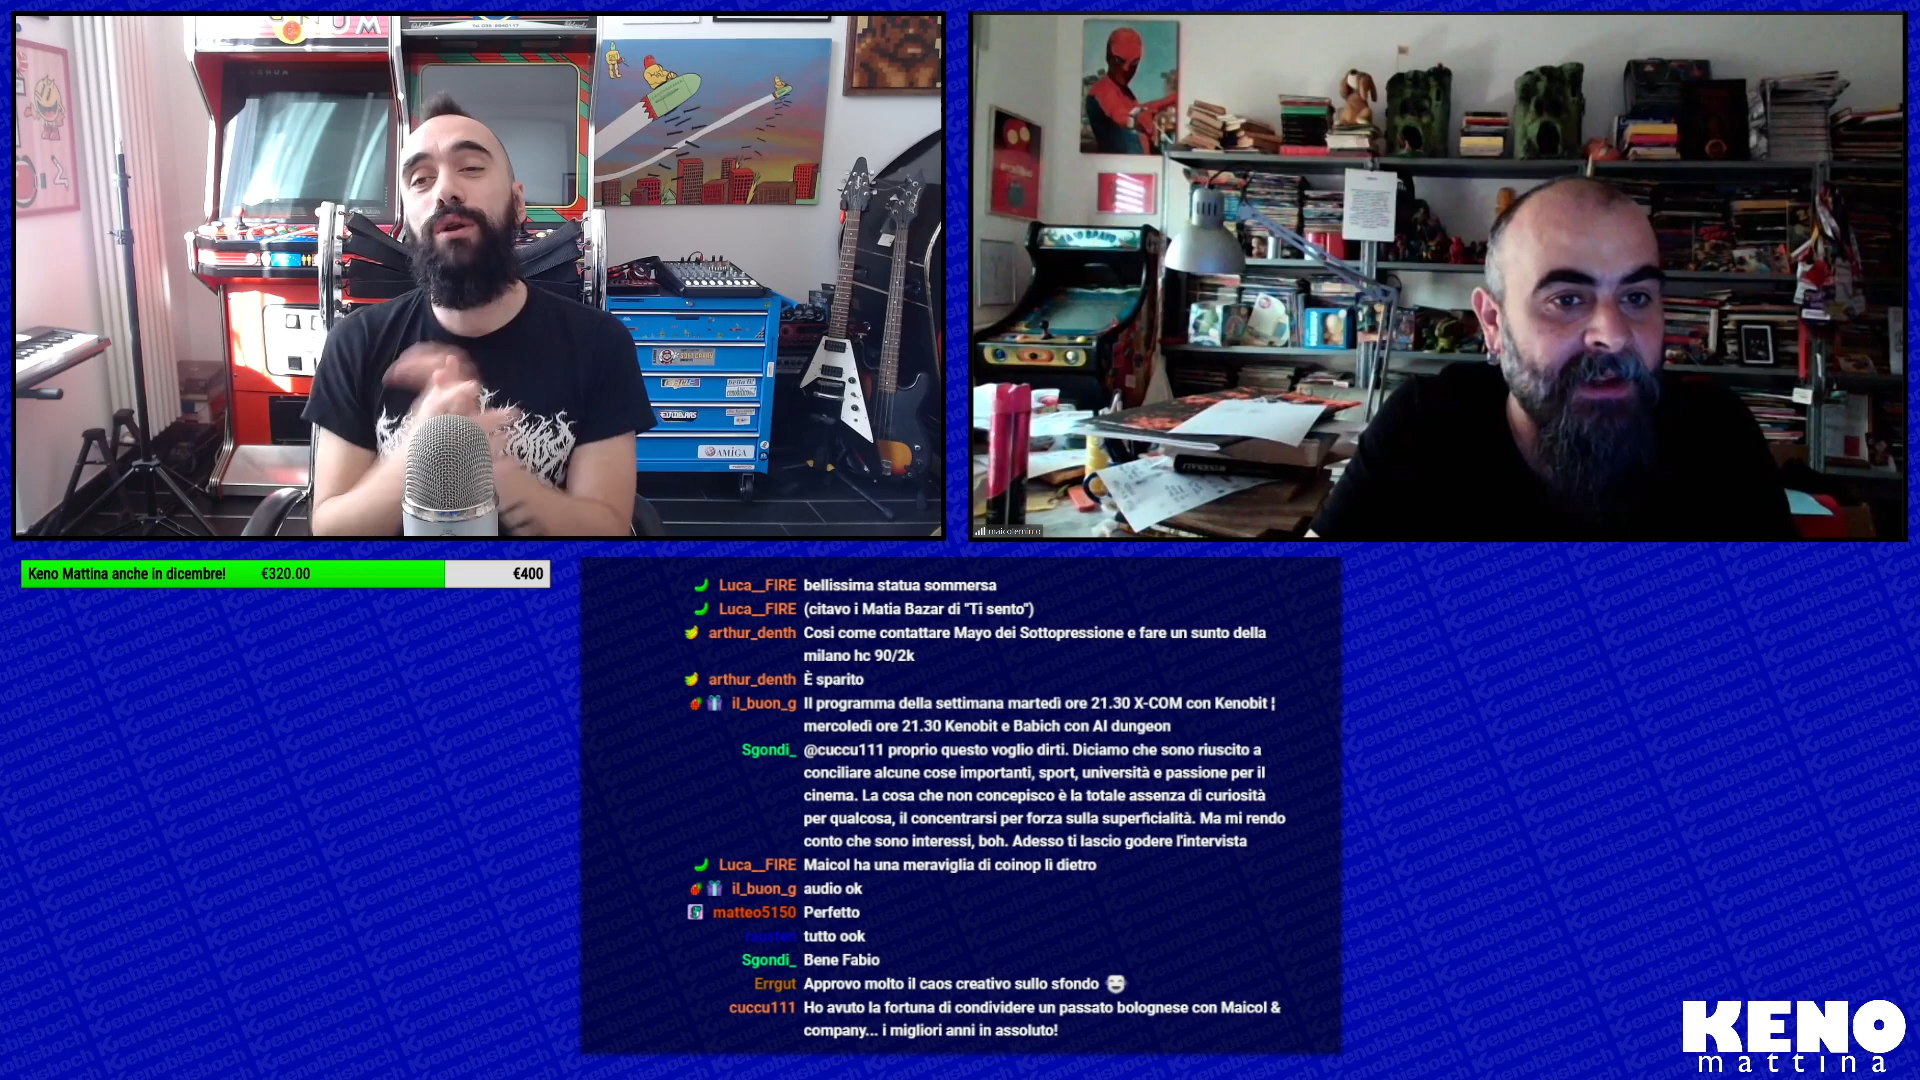 AMIGA
maicolemirco
Keno Mattina anche in dicembre! €320.00 €400
Luca__FIRE bellissima statua sommersa
Luca__FIRE (citavo i Matia Bazar di "Ti sento")
arthur_denth Cosi come contattare Mayo dei Sottopressione e fare un sunto della
milano hc 90/2k
arthur_denth È sparito
il_buon_g Il programma della settimana martedì ore 21.30 X-COM con Kenobit ¦
mercoledì ore 21.30 Kenobit e Babich con AI dungeon
Sgondi_ @cuccu111 proprio questo voglio dirti. Diciamo che sono riuscito a
conciliare alcune cose importanti, sport, università e passione per il
cinema. La cosa che non concepisco è la totale assenza di curiosità
per qualcosa, il concentrarsi per forza sulla superficialità. Ma mi rendo
conto che sono interessi, boh. Adesso ti lascio godere l'intervista
Luca__FIRE Maicol ha una meraviglia di coinop lì dietro
il_buon_g audio ok
matteo5150 Perfetto
tutto ook
Sgondi_ Bene Fabio
Errgut Approvo molto il caos creativo sullo sfondo
cuccu111 Ho avuto la fortuna di condividere un passato bolognese con Maicol &
company... i migliori anni in assoluto!
KENO
mattina